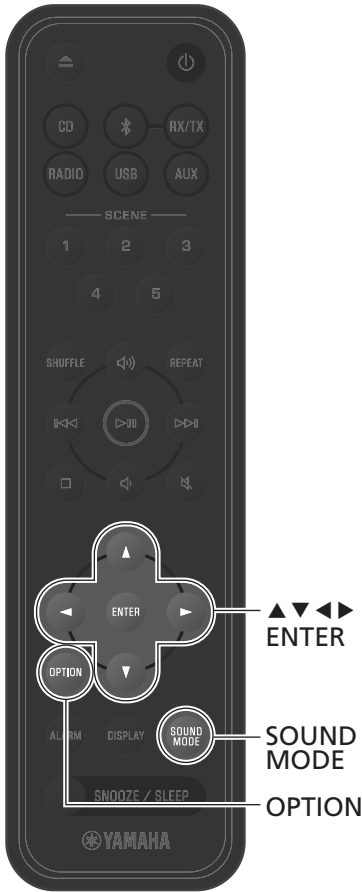 CD
RX/TX
RADIO
USB
AUX
SCENE
1
2
3
4
5
SHUFFLE
REPEAT
ENTER
OPTION
ALARM
DISPLAY
SOUND
MODE
SNOOZE / SLEEP
YAMAHA
▲▼◀▶
ENTER
SOUND
MODE
OPTION